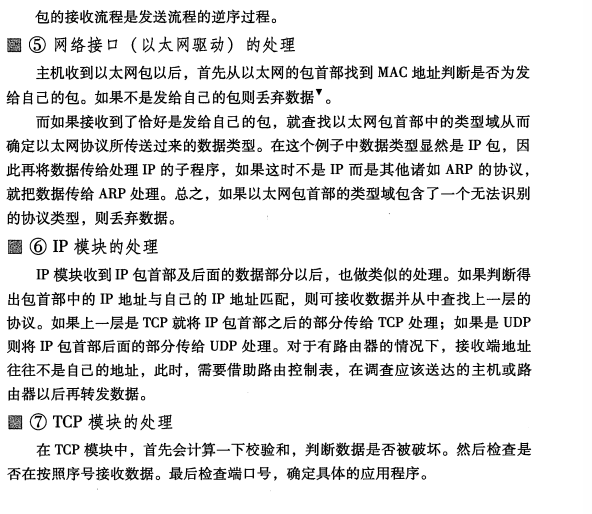 包的接收流程是发送流程的逆序过程。
⑤ 网络接口（以太网驱动）的处理
主机收到以太网包以后，首先从以太网的包首部找到 MAC 地址判断是否为发
给自己的包。如果不是发给自己的包则丢弃数据▼。
而如果接收到了恰好是发给自己的包，就查找以太网包首部中的类型域从而
确定以太网协议所传送过来的数据类型。在这个例子中数据类型显然是 IP 包，因
此再将数据传给处理 IP 的子程序，如果这时不是 IP 而是其他诸如 ARP 的协议，
就把数据传给 ARP 处理。总之，如果以太网包首部的类型域包含了一个无法识别
的协议类型，则丢弃数据。
⑥ IP 模块的处理
IP 模块收到 IP 包首部及后面的数据部分以后，也做类似的处理。如果判断得
出包首部中的 IP 地址与自己的 IP 地址匹配，则可接收数据并从中查找上一层的
协议。如果上一层是 TCP 就将 IP 包首部之后的部分传给 TCP 处理；如果是 UDP
则将 IP 包首部后面的部分传给 UDP 处理。对于有路由器的情况下，接收端地址
往往不是自己的地址，此时，需要借助路由控制表，在调查应该送达的主机或路
由器以后再转发数据。
⑦ TCP 模块的处理
在 TCP 模块中，首先会计算一下校验和，判断数据是否被破坏。然后检查是
否在按照序号接收数据。最后检查端口号，确定具体的应用程序。